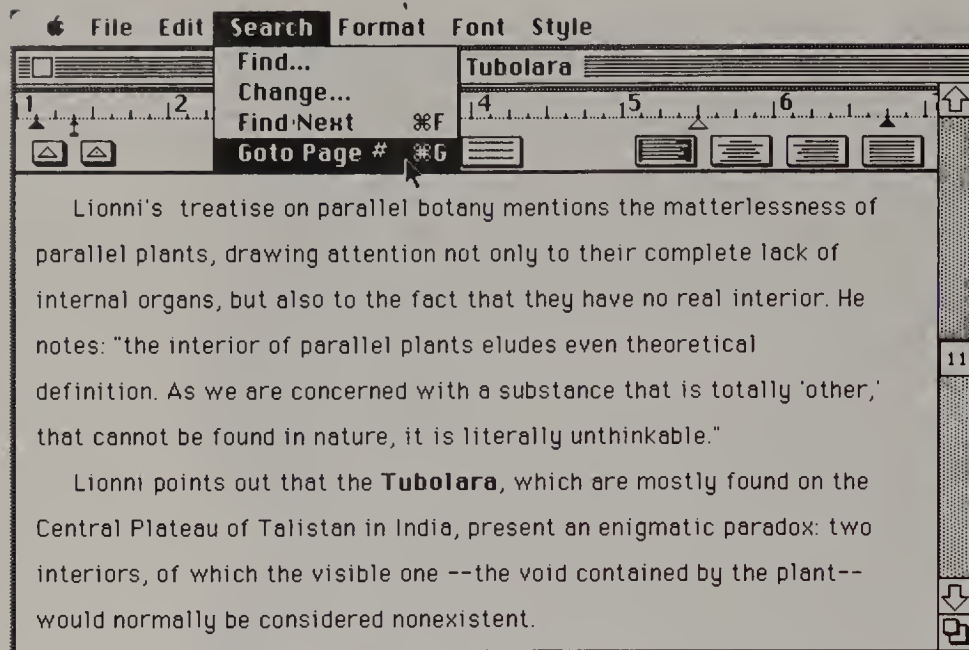 File Edit Search Format Font Style
Find...
Change...
Find Next ⌘F
Goto Page # ⌘G
Tubolara
1 2 4 5 6
Lionni's treatise on parallel botany mentions the matterlessness of
parallel plants, drawing attention not only to their complete lack of
internal organs, but also to the fact that they have no real interior. He
notes: "the interior of parallel plants eludes even theoretical
definition. As we are concerned with a substance that is totally 'other,'
that cannot be found in nature, it is literally unthinkable."
Lionni points out that the Tubolara, which are mostly found on the
Central Plateau of Talistan in India, present an enigmatic paradox: two
interiors, of which the visible one --the void contained by the plant--
would normally be considered nonexistent.
11